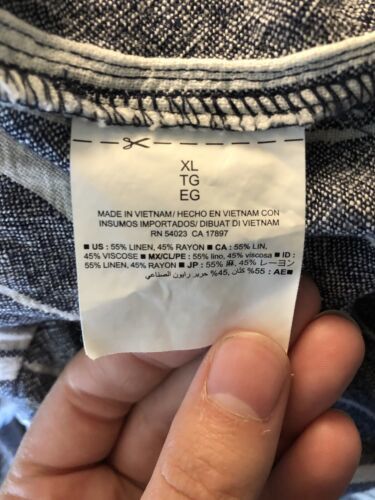 XL
TG
EG
MADE IN VIETNAM/ HECHO EN VIETNAM CON
INSUMOS IMPORTADOS/ DIBUAT DI VIETNAM
RN 54023 CA 17897
■ US : 55% LINEN, 45% RAYON ■ CA : 55% LIN,
45% VISCOSE ■ MX/CL/PE : 55% lino, 45% viscosa ■ ID :
55% LINEN, 45% RAYON ■ JP : 55% 麻, 45% レーヨン
■ AE : 55% كتان ,45% حرير رايون الصناعي